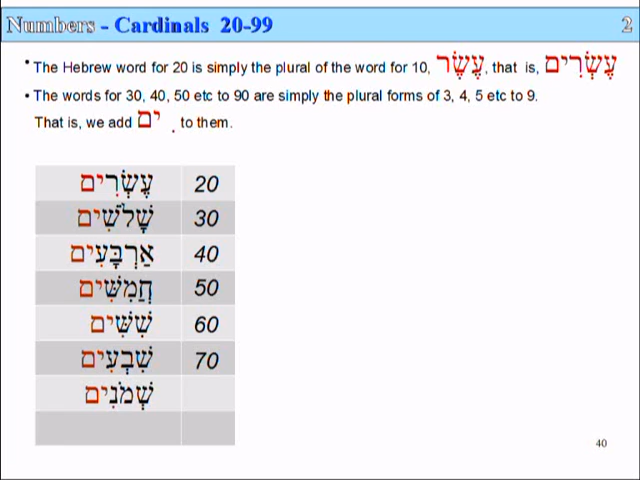 Numbers - Cardinals 20-99
2
• The Hebrew word for 20 is simply the plural of the word for 10, עֶשֶׂר, that is, עֶשְׂרִים
• The words for 30, 40, 50 etc to 90 are simply the plural forms of 3, 4, 5 etc to 9.
That is, we add ִים to them.
עֶשְׂרִים 20
שָׁלֹשִׁים 30
אַרְבָּעִים 40
חֲמִשִּׁים 50
שִׁשִּׁים 60
שִׁבְעִים 70
שְׁמֹנִים
40